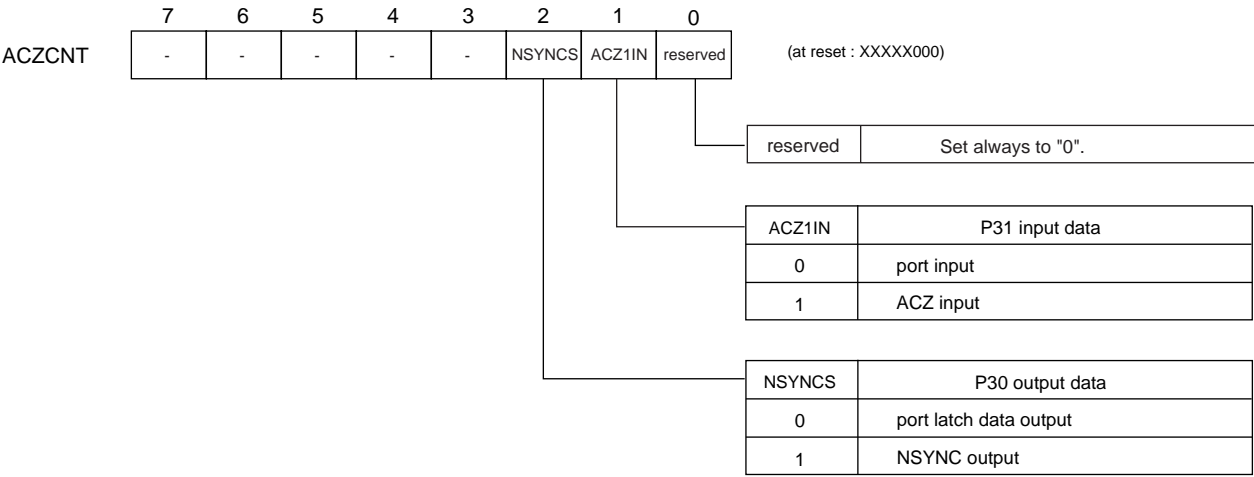 7 6 5 4 3 2 1 0
ACZCNT - - - - - NSYNCS ACZ1IN reserved (at reset : XXXXX000)
reserved Set always to "0".
ACZ1IN P31 input data
0 port input
1 ACZ input
NSYNCS P30 output data
0 port latch data output
1 NSYNC output